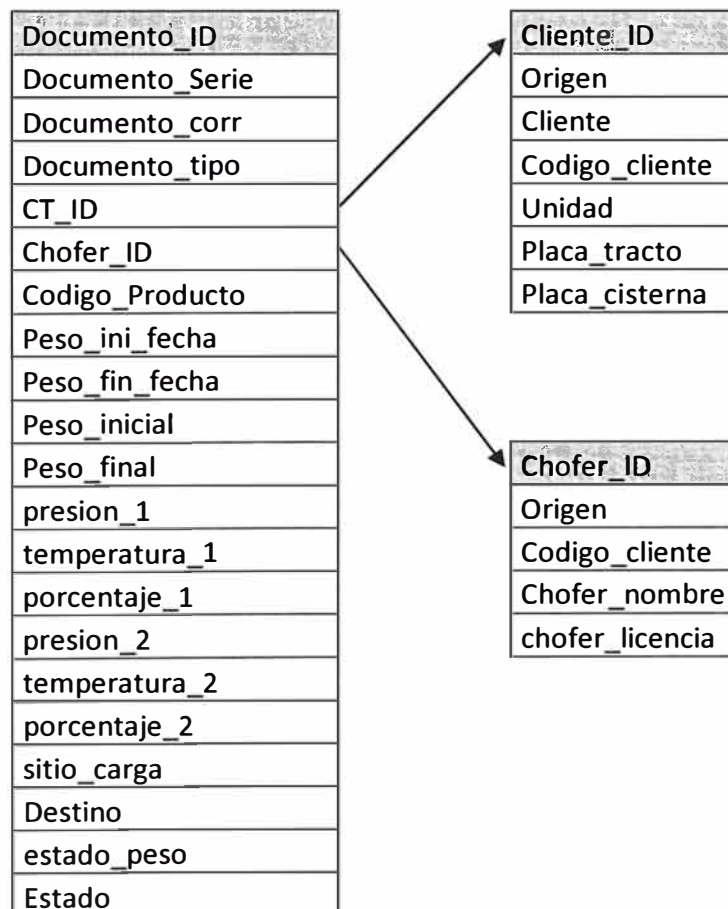 Documento_ID
Documento_Serie
Documento_corr
Documento_tipo
CT_ID
Chofer_ID
Codigo_Producto
Peso_ini_fecha
Peso_fin_fecha
Peso_inicial
Peso_final
presion_1
temperatura_1
porcentaje_1
presion_2
temperatura_2
porcentaje_2
sitio_carga
Destino
estado_peso
Estado
Cliente_ID
Origen
Cliente
Codigo_cliente
Unidad
Placa_tracto
Placa_cisterna
Chofer_ID
Origen
Codigo_cliente
Chofer_nombre
chofer_licencia